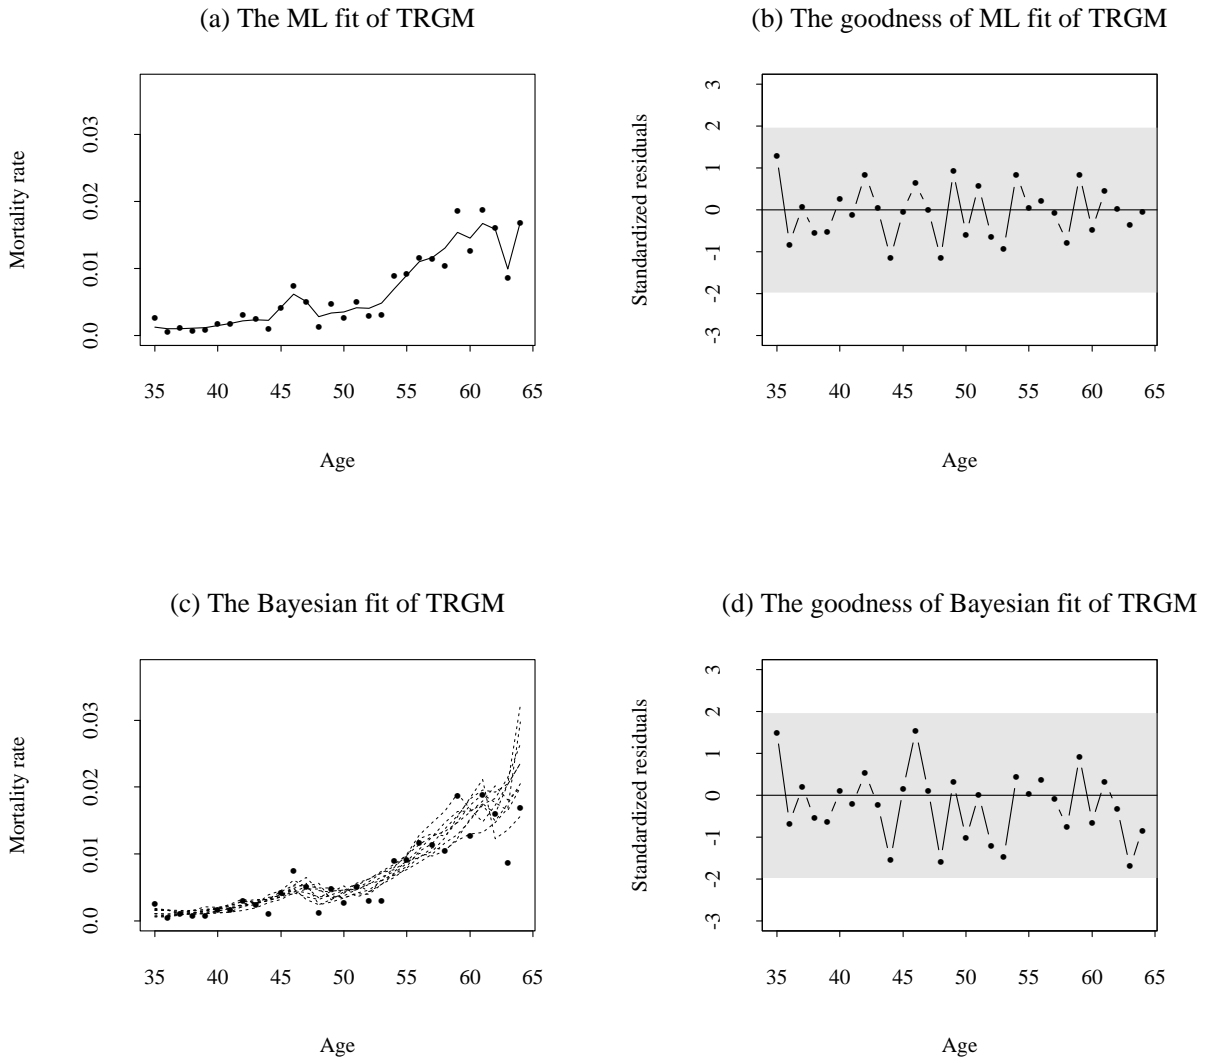 (a) The ML fit of TRGM
Mortality rate
0.0 0.01 0.02 0.03
35 40 45 50 55 60 65
Age
(b) The goodness of ML fit of TRGM
Standardized residuals
-3 -2 -1 0 1 2 3
35 40 45 50 55 60 65
Age
(c) The Bayesian fit of TRGM
Mortality rate
0.0 0.01 0.02 0.03
35 40 45 50 55 60 65
Age
(d) The goodness of Bayesian fit of TRGM
Standardized residuals
-3 -2 -1 0 1 2 3
35 40 45 50 55 60 65
Age